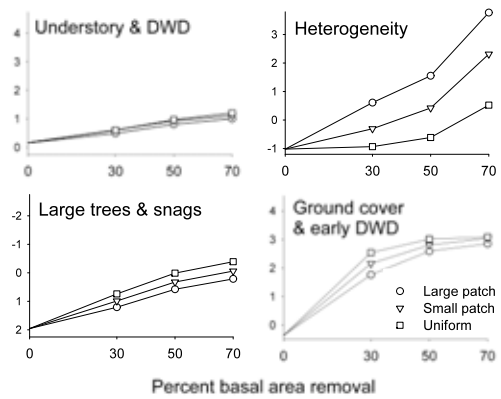 Understory & DWD
4
3
2
1
0
0 30 50 70
Heterogeneity
3
2
1
0
-1
0 30 50 70
Large trees & snags
-2
-1
0
1
2
0 30 50 70
Ground cover
& early DWD
4
3
2
1
0
Large patch
Small patch
Uniform
0 30 50 70
Percent basal area removal